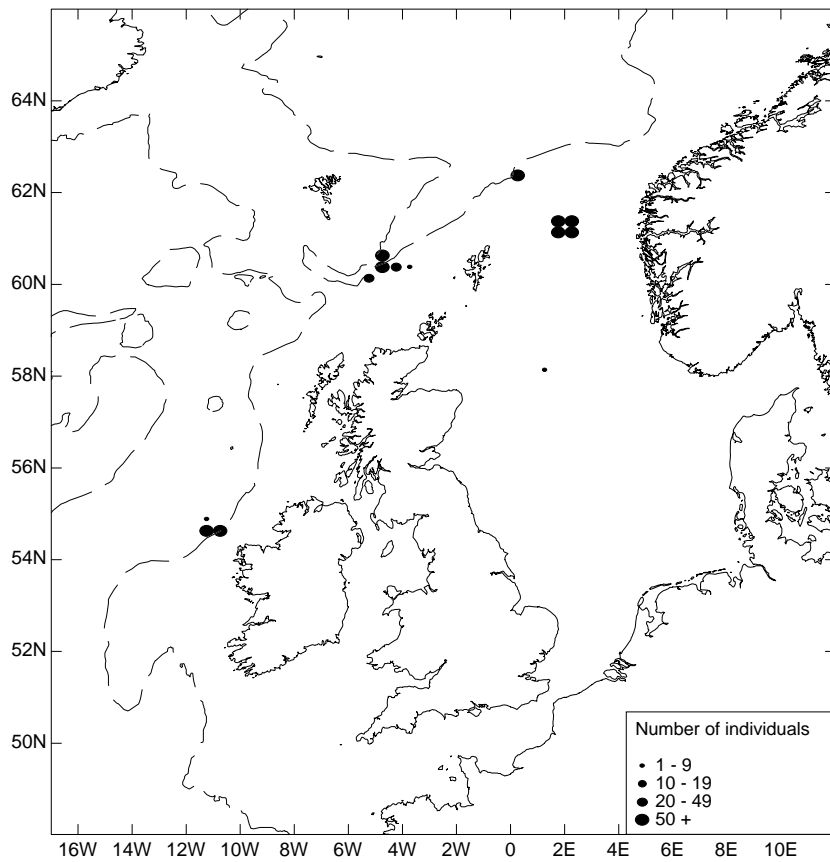 64N
62N
60N
58N
56N
54N
52N
50N
Number of individuals
1 - 9
10 - 19
20 - 49
50 +
16W 14W 12W 10W 8W 6W 4W 2W 0 2E 4E 6E 8E 10E